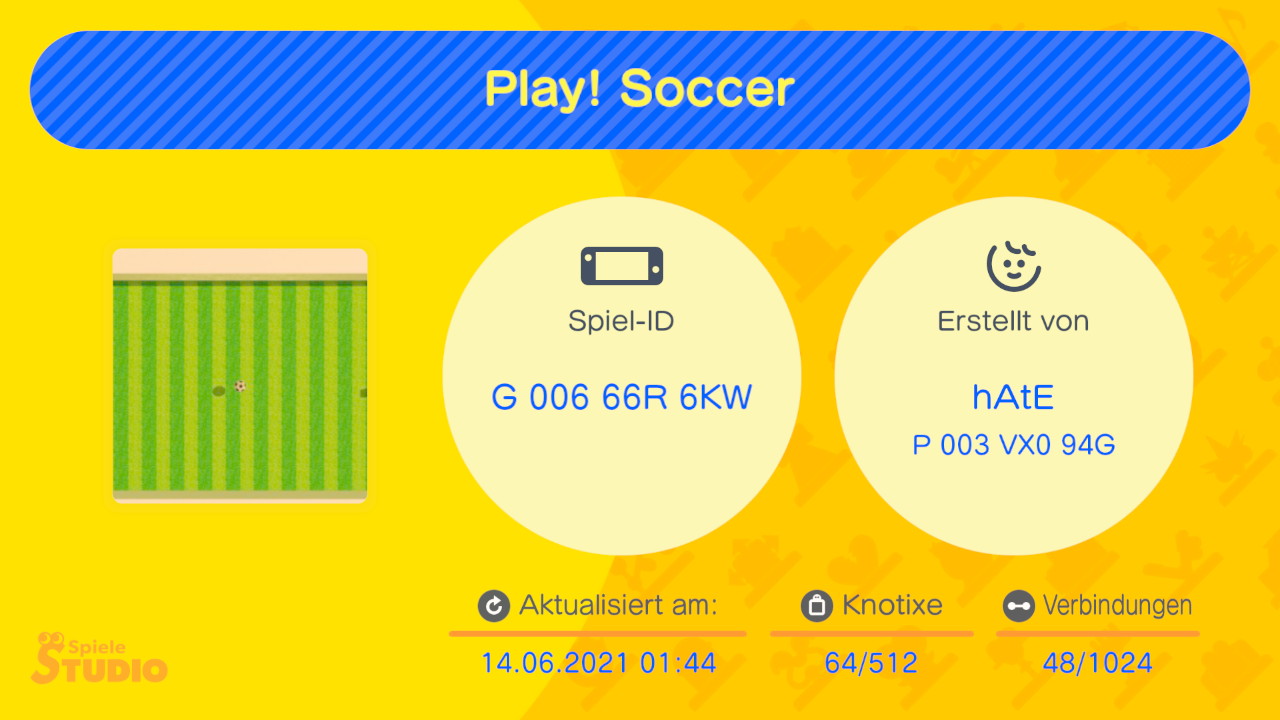 Play! Soccer
Spiel-ID
G 006 66R 6KW
Erstellt von
hAtE
P 003 VX0 94G
Aktualisiert am:
14.06.2021 01:44
Knotixe
64/512
Verbindungen
48/1024
Spiele
STUDIO